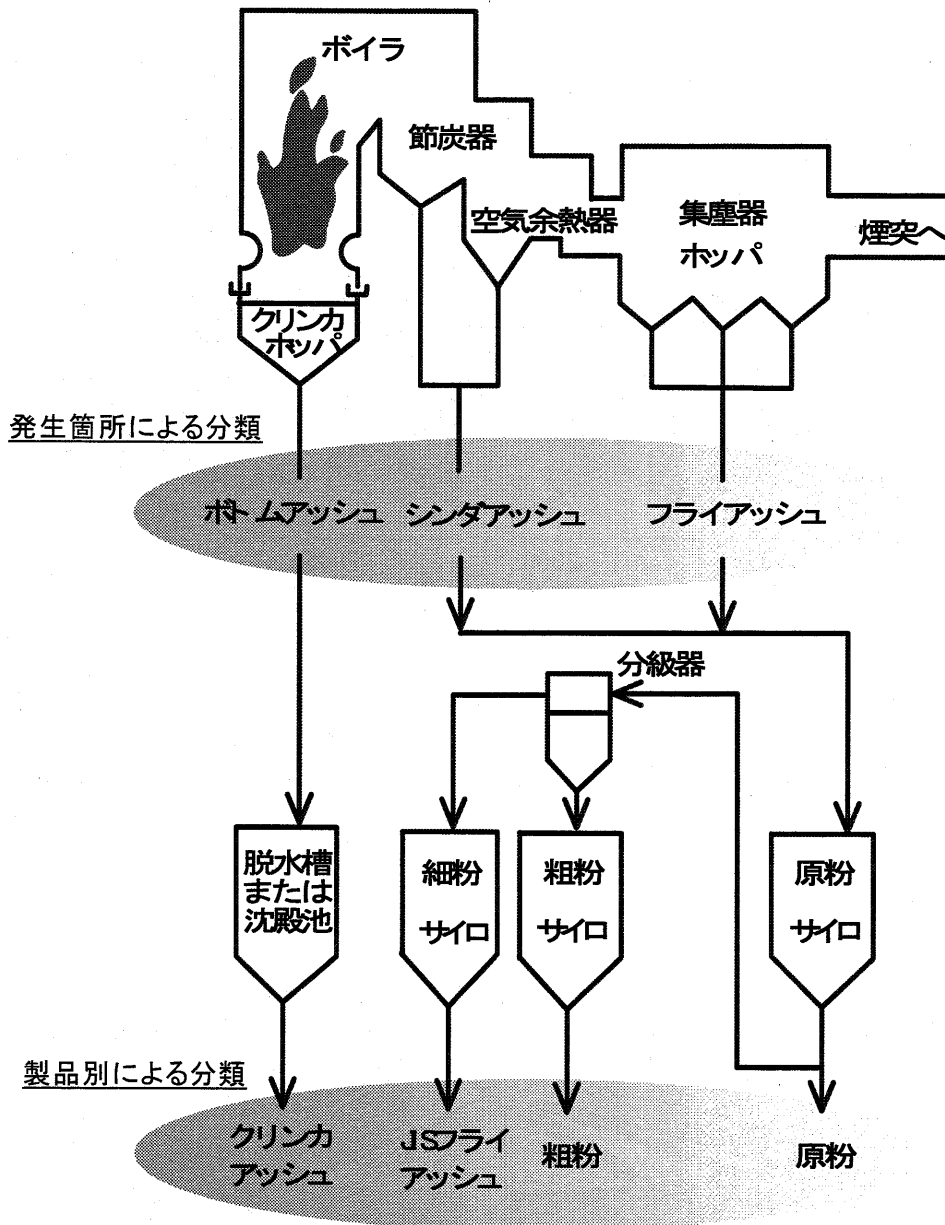 ボイラ
節炭器
空気余熱器
集塵器
ホッパ
煙突へ
クリンカ
ホッパ
発生箇所による分類
ボトムアッシュ
シンダアッシュ
フライアッシュ
分級器
脱水槽
または
沈殿池
細粉
サイロ
粗粉
サイロ
原粉
サイロ
製品別による分類
クリンカ
アッシュ
JISフライ
アッシュ
粗粉
原粉